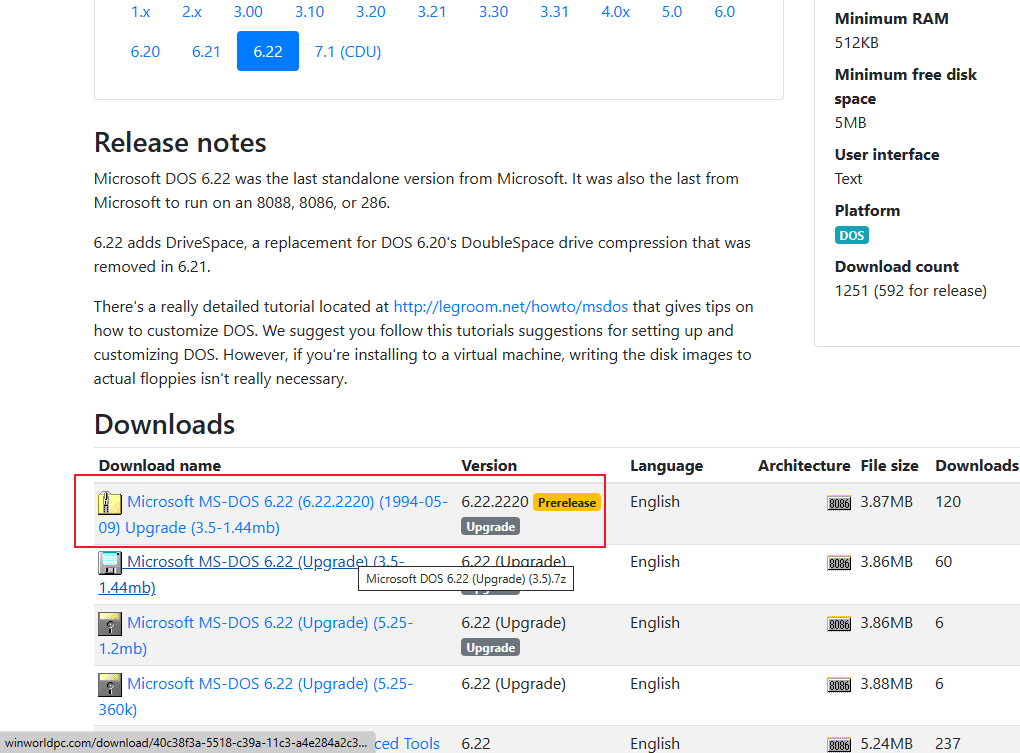 1.x 2.x 3.00 3.10 3.20 3.21 3.30 3.31 4.0x 5.0 6.0
6.20 6.21 6.22 7.1 (CDU)
Minimum RAM
512KB
Minimum free disk
space
5MB
User interface
Text
Platform
DOS
Download count
1251 (592 for release)
Release notes
Microsoft DOS 6.22 was the last standalone version from Microsoft. It was also the last from
Microsoft to run on an 8088, 8086, or 286.
6.22 adds DriveSpace, a replacement for DOS 6.20's DoubleSpace drive compression that was
removed in 6.21.
There's a really detailed tutorial located at http://legroom.net/howto/msdos that gives tips on
how to customize DOS. We suggest you follow this tutorials suggestions for setting up and
customizing DOS. However, if you're installing to a virtual machine, writing the disk images to
actual floppies isn't really necessary.
Downloads
Download name Version Language Architecture File size Downloads
Microsoft MS-DOS 6.22 (6.22.2220) (1994-05- 6.22.2220 Prerelease English 8086 3.87MB 120
09) Upgrade (3.5-1.44mb) Upgrade
Microsoft MS-DOS 6.22 (Upgrade) (3.5- 6.22 (Upgrade) English 8086 3.86MB 60
Microsoft DOS 6.22 (Upgrade) (3.5).7z
1.44mb)
Microsoft MS-DOS 6.22 (Upgrade) (5.25- 6.22 (Upgrade) English 8086 3.86MB 6
1.2mb) Upgrade
Microsoft MS-DOS 6.22 (Upgrade) (5.25- 6.22 (Upgrade) English 8086 3.88MB 6
360k)
winworldpc.com/download/40c38f3a-5518-c39a-11c3-a4e284a2c3... ced Tools 6.22 English 8086 5.24MB 237